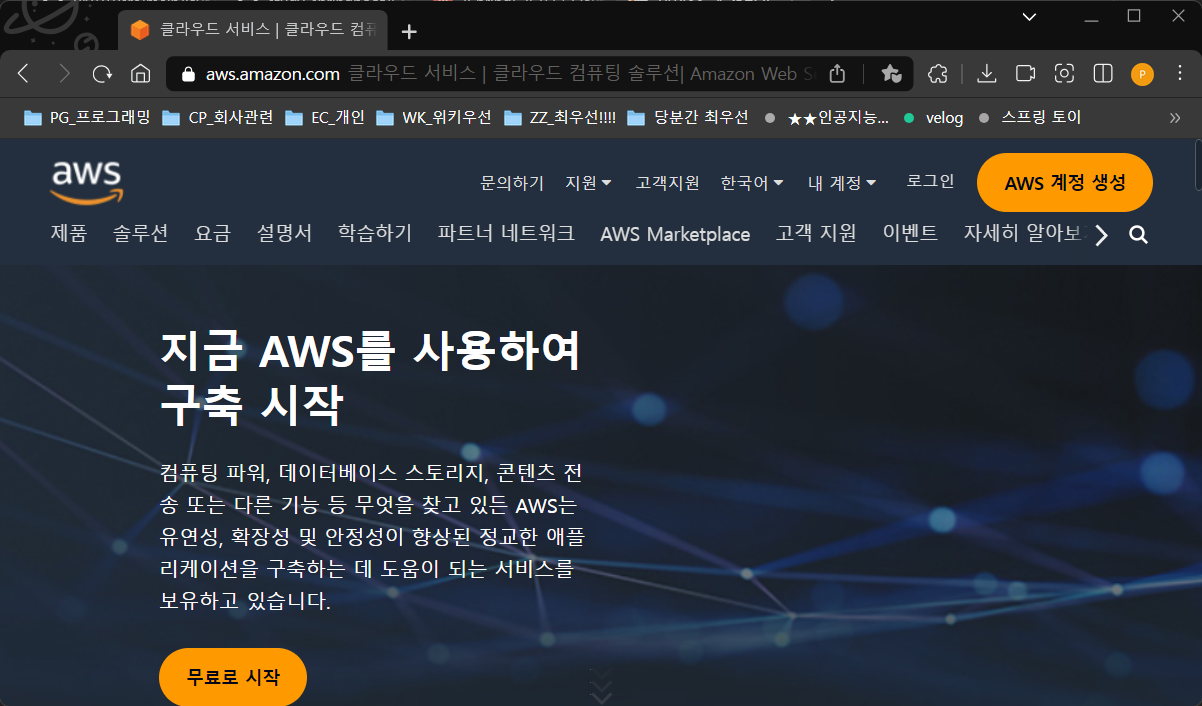 클라우드 서비스 | 클라우드 컴퓨
aws.amazon.com 클라우드 서비스 | 클라우드 컴퓨팅 솔루션| Amazon Web S
P
PG_프로그래밍 CP_회사관련 EC_개인 WK_위키우선 ZZ_최우선!!!! 당분간 최우선 ★★인공지능... velog 스프링 토이
aws
문의하기 지원 고객지원 한국어 내 계정 로그인 AWS 계정 생성
제품 솔루션 요금 설명서 학습하기 파트너 네트워크 AWS Marketplace 고객 지원 이벤트 자세히 알아보
지금 AWS를 사용하여
구축 시작
컴퓨팅 파워, 데이터베이스 스토리지, 콘텐츠 전
송 또는 다른 기능 등 무엇을 찾고 있든 AWS는
유연성, 확장성 및 안정성이 향상된 정교한 애플
리케이션을 구축하는 데 도움이 되는 서비스를
보유하고 있습니다.
무료로 시작